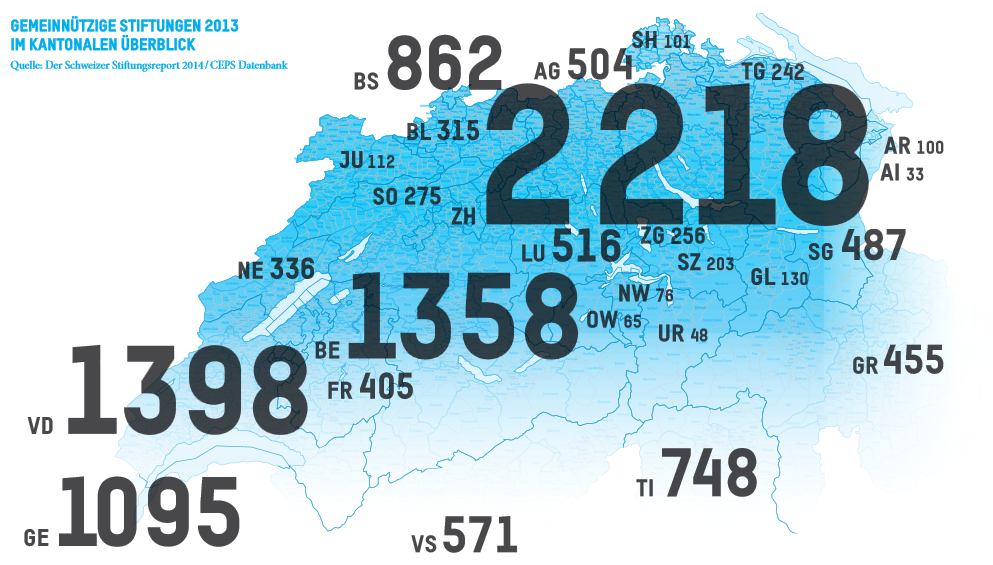 GEMEINNÜTZIGE STIFTUNGEN 2013
IM KANTONALEN ÜBERBLICK
Quelle: Der Schweizer Stiftungsreport 2014 / CEPS Datenbank
SH 101
BS 862
AG 504
TG 242
BL 315
ZH 2218
AR 100
JU 112
AI 33
SO 275
LU 516
ZG 256
SG 487
SZ 203
NE 336
GL 130
NW 76
OW 65
UR 48
BE 1358
GR 455
FR 405
VD 1398
TI 748
GE 1095
VS 571